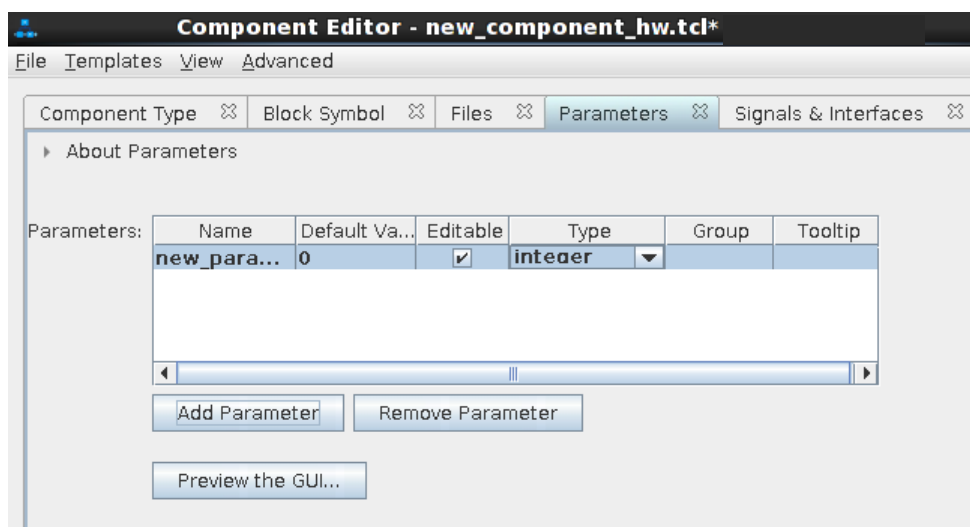 Component Editor - new_component_hw.tcl*
File Templates View Advanced
Component Type Block Symbol Files Parameters Signals & Interfaces
About Parameters
Parameters: Name Default Va... Editable Type Group Tooltip
new_para... 0 integer
Add Parameter Remove Parameter
Preview the GUI...